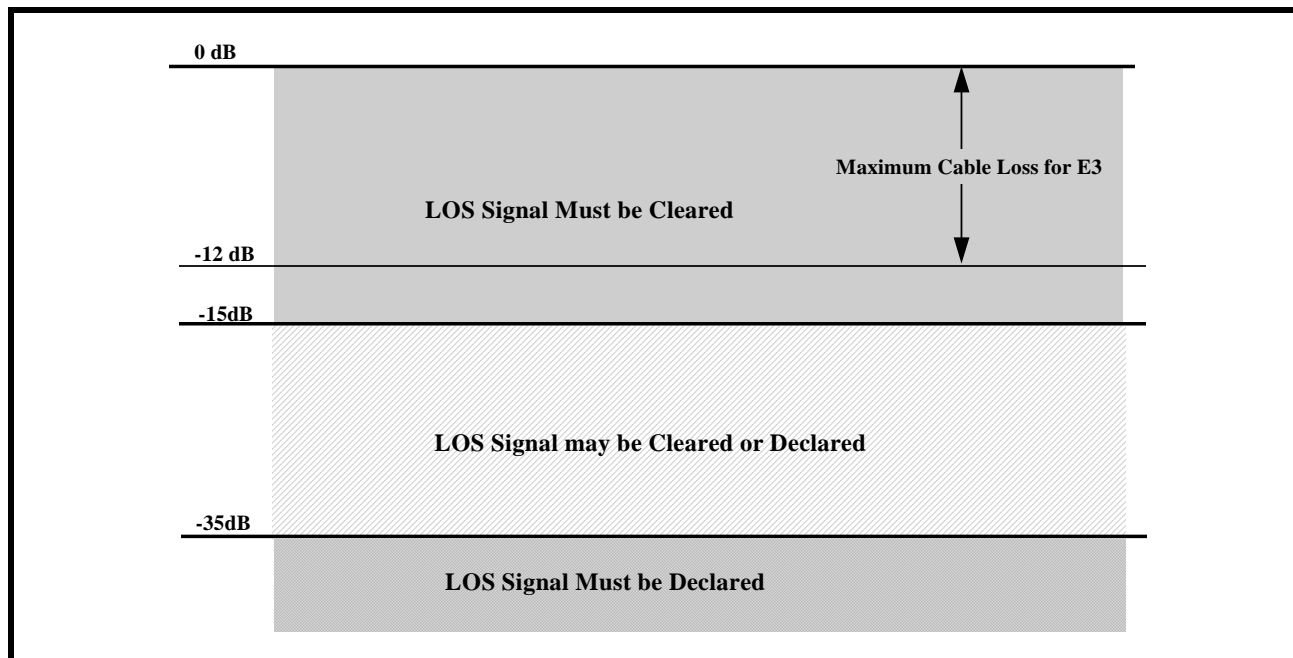 0 dB
Maximum Cable Loss for E3
LOS Signal Must be Cleared
-12 dB
-15dB
LOS Signal may be Cleared or Declared
-35dB
LOS Signal Must be Declared